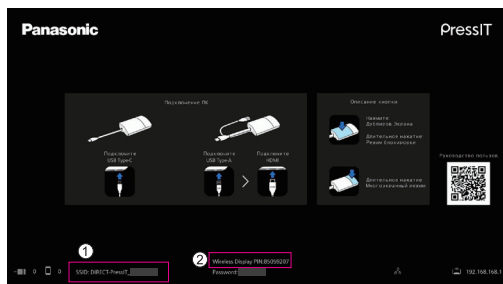 Panasonic
PressIT
Подключение ПК
Подключите
USB Type-C
Подключите
USB Type-A
Подключите
HDMI
Описание кнопки
Нажмите
Дубляж Экрана
Длительное нажатие
Режим Блокировки
Длительное нажатие
Многоэкранный режим
Руководство пользов
1
2
0
0
SSID: DIRECT-PressIT_
Wireless Display PIN:85099207
Password:
192.168.168.1